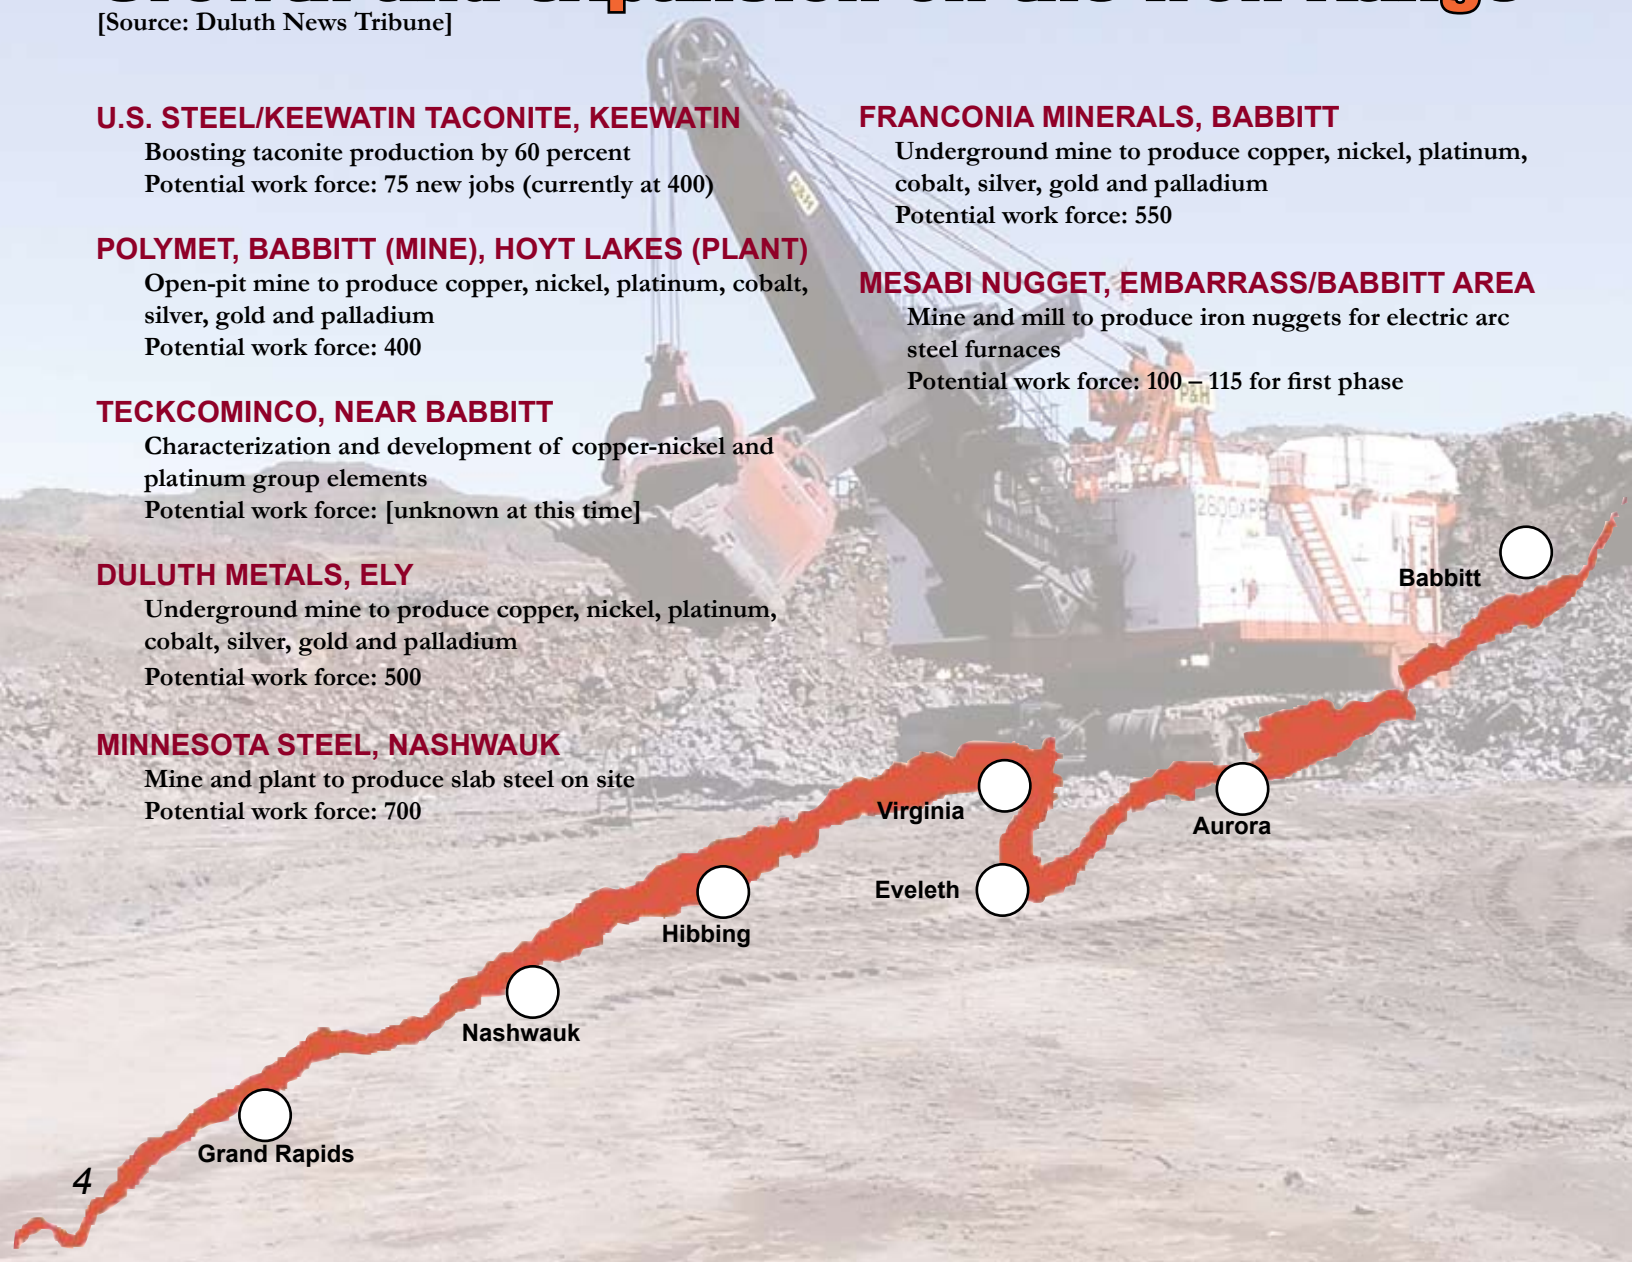 Growth and expansion on the Iron Range
[Source: Duluth News Tribune]
U.S. STEEL/KEEWATIN TACONITE, KEEWATIN
Boosting taconite production by 60 percent
Potential work force: 75 new jobs (currently at 400)
POLYMET, BABBITT (MINE), HOYT LAKES (PLANT)
Open-pit mine to produce copper, nickel, platinum, cobalt,
silver, gold and palladium
Potential work force: 400
TECKCOMINCO, NEAR BABBITT
Characterization and development of copper-nickel and
platinum group elements
Potential work force: [unknown at this time]
DULUTH METALS, ELY
Underground mine to produce copper, nickel, platinum,
cobalt, silver, gold and palladium
Potential work force: 500
MINNESOTA STEEL, NASHWAUK
Mine and plant to produce slab steel on site
Potential work force: 700
FRANCONIA MINERALS, BABBITT
Underground mine to produce copper, nickel, platinum,
cobalt, silver, gold and palladium
Potential work force: 550
MESABI NUGGET, EMBARRASS/BABBITT AREA
Mine and mill to produce iron nuggets for electric arc
steel furnaces
Potential work force: 100 – 115 for first phase
P&H
P&H
Babbitt
Virginia
Aurora
Eveleth
Hibbing
Nashwauk
Grand Rapids
4